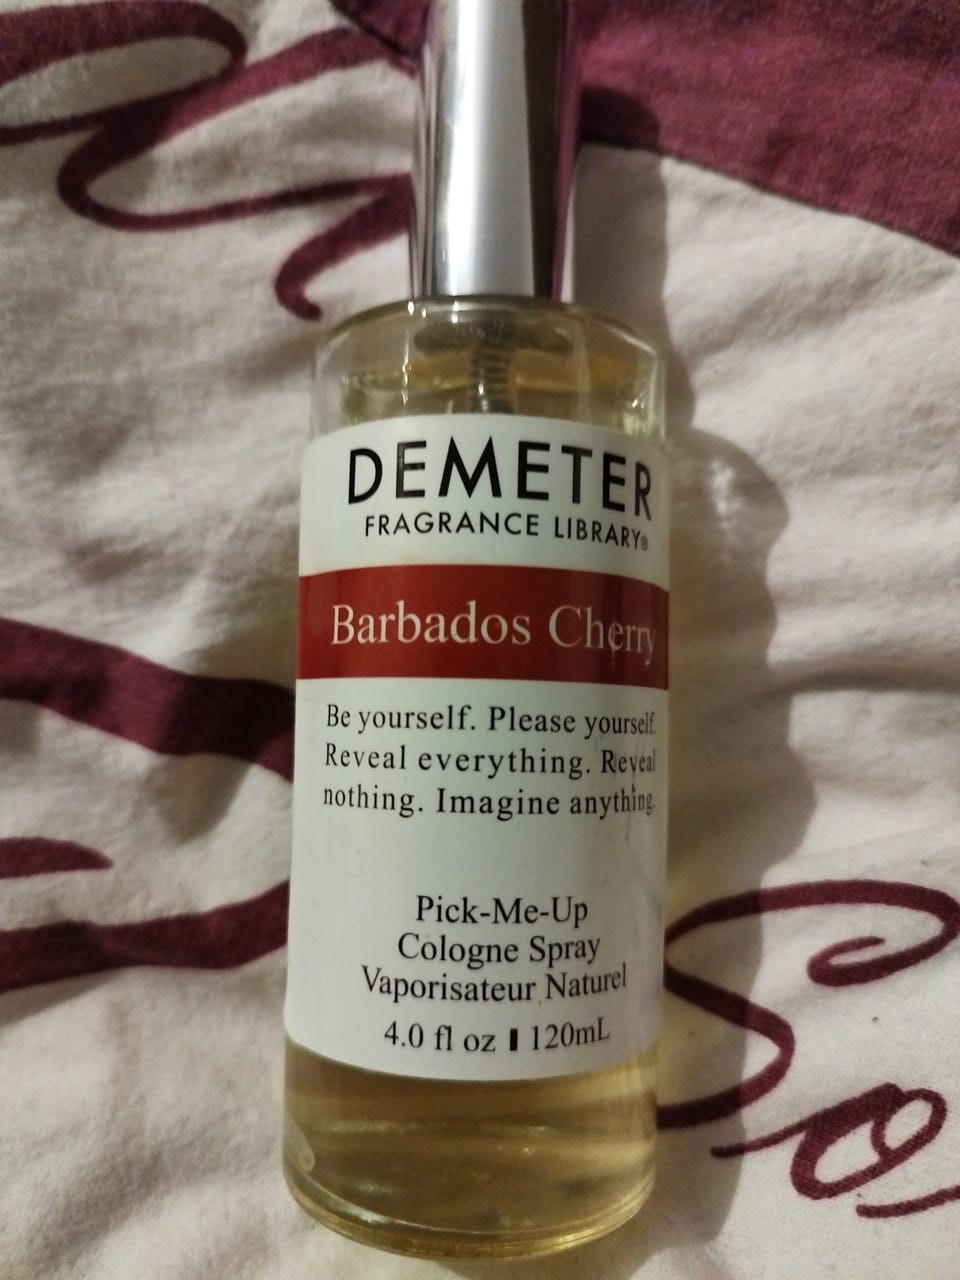 DEMETER
FRAGRANCE LIBRARY®
Barbados Cherry
Be yourself. Please yourself.
Reveal everything. Reveal
nothing. Imagine anything.
Pick-Me-Up
Cologne Spray
Vaporisateur Naturel
4.0 fl oz ▮ 120mL
So